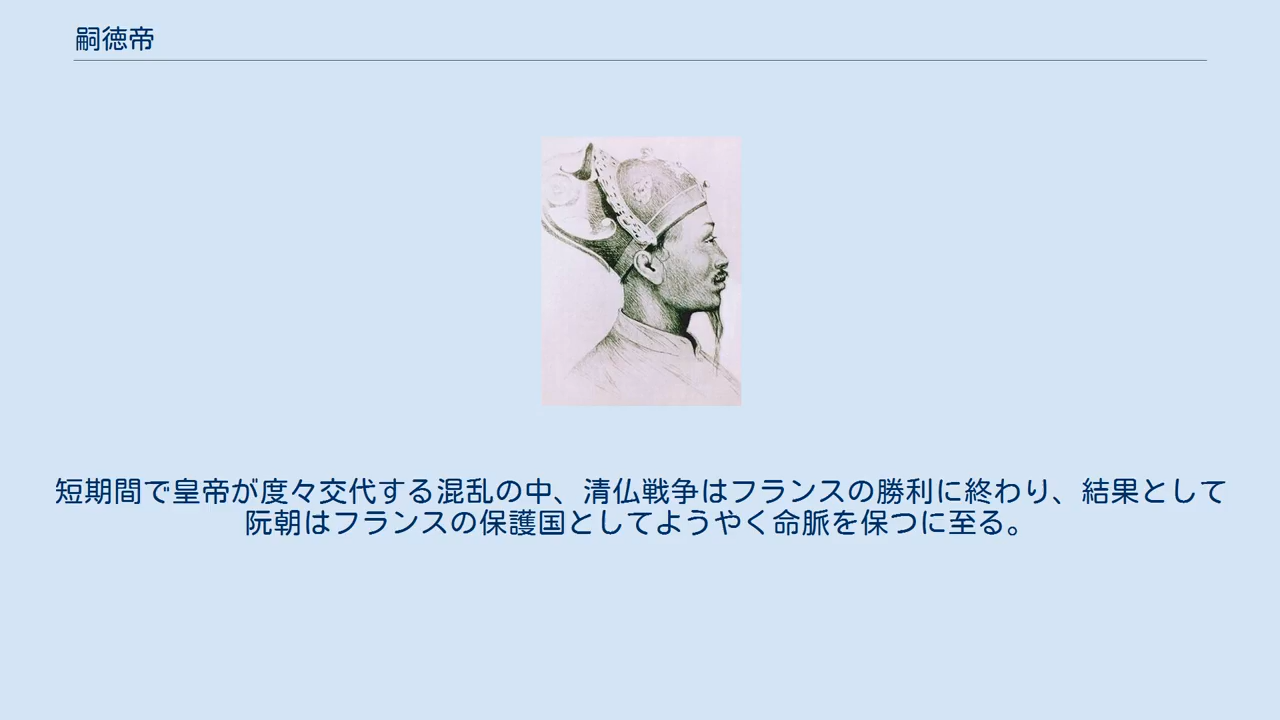 嗣徳帝
短期間で皇帝が度々交代する混乱の中、清仏戦争はフランスの勝利に終わり、結果として
阮朝はフランスの保護国としてようやく命脈を保つに至る。